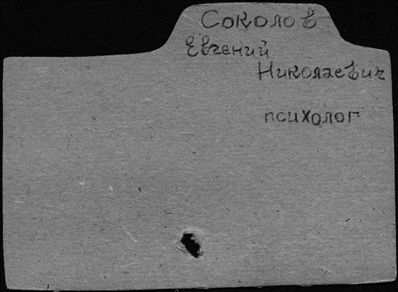 Соколов
Евгений
Николаевич
психолог